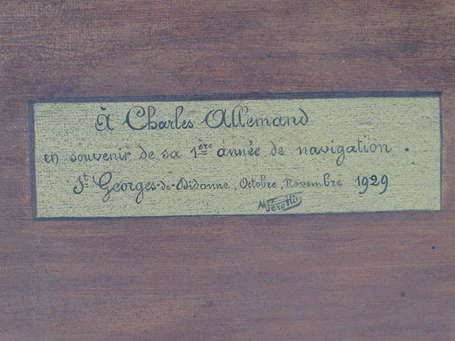 À Charles Allemand
en souvenir de sa 1ère année de navigation.
St Georges-de-Didonne, Octobre, Novembre 1929